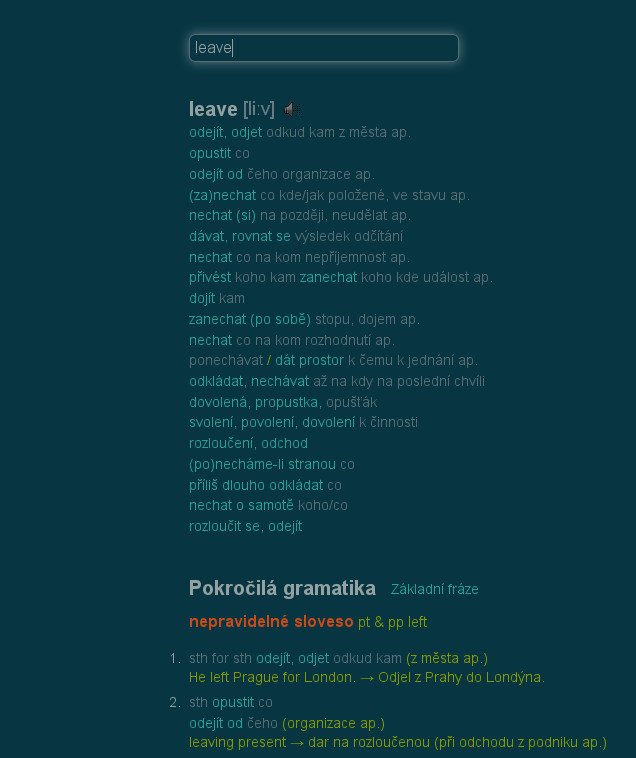 leave
leave [li:v]
odejít, odjet odkud kam z města ap.
opustit co
odejít od čeho organizace ap.
(za)nechat co kde/jak položené, ve stavu ap.
nechat (si) na později, neudělat ap.
dávat, rovnat se výsledek odčítání
nechat co na kom nepříjemnost ap.
přivést koho kam zanechat koho kde událost ap.
dojít kam
zanechat (po sobě) stopu, dojem ap.
nechat co na kom rozhodnutí ap.
ponechávat / dát prostor k čemu k jednání ap.
odkládat, nechávat až na kdy na poslední chvíli
dovolená, propustka, opušťák
svolení, povolení, dovolení k činnosti
rozloučení, odchod
(po)necháme-li stranou co
příliš dlouho odkládat co
nechat o samotě koho/co
rozloučit se, odejít
Pokročilá gramatika Základní fráze
nepravidelné sloveso pt & pp left
1. sth for sth odejít, odjet odkud kam (z města ap.)
He left Prague for London. → Odjel z Prahy do Londýna.
2. sth opustit co
odejít od čeho (organizace ap.)
leaving present → dar na rozloučenou (při odchodu z podniku ap.)